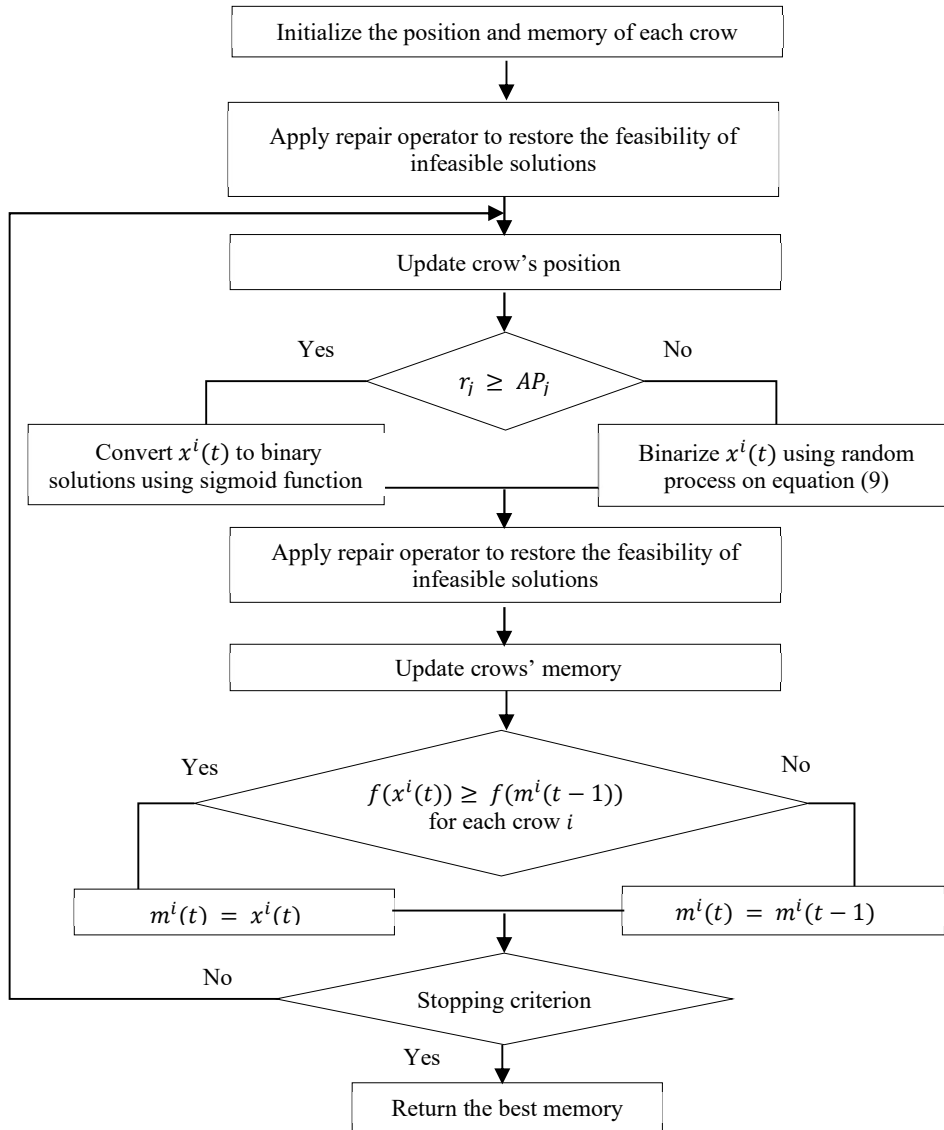 Initialize the position and memory of each crow
Apply repair operator to restore the feasibility of
infeasible solutions
Update crow’s position
Yes
No
r_j ≥ AP_j
Convert x^i(t) to binary
solutions using sigmoid function
Binarize x^i(t) using random
process on equation (9)
Apply repair operator to restore the feasibility of
infeasible solutions
Update crows’ memory
Yes
No
f(x^i(t)) ≥ f(m^i(t − 1))
for each crow i
m^i(t) = x^i(t)
m^i(t) = m^i(t − 1)
No
Stopping criterion
Yes
Return the best memory